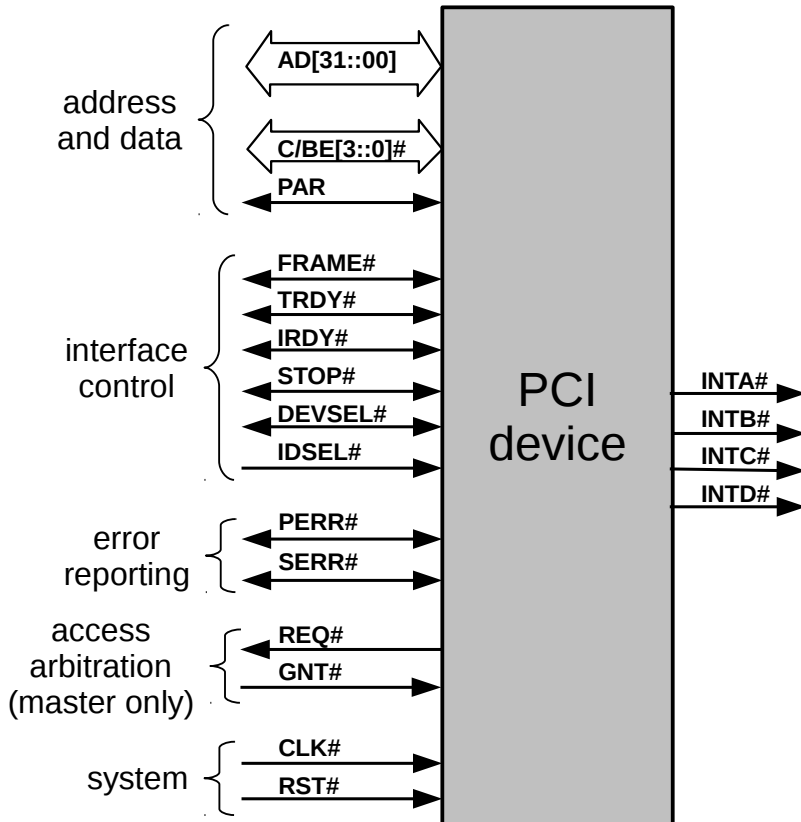 address
and data
AD[31::00]
C/BE[3::0]#
PAR
interface
control
FRAME#
TRDY#
IRDY#
STOP#
DEVSEL#
IDSEL#
error
reporting
PERR#
SERR#
access
arbitration
(master only)
REQ#
GNT#
system
CLK#
RST#
PCI
device
INTA#
INTB#
INTC#
INTD#